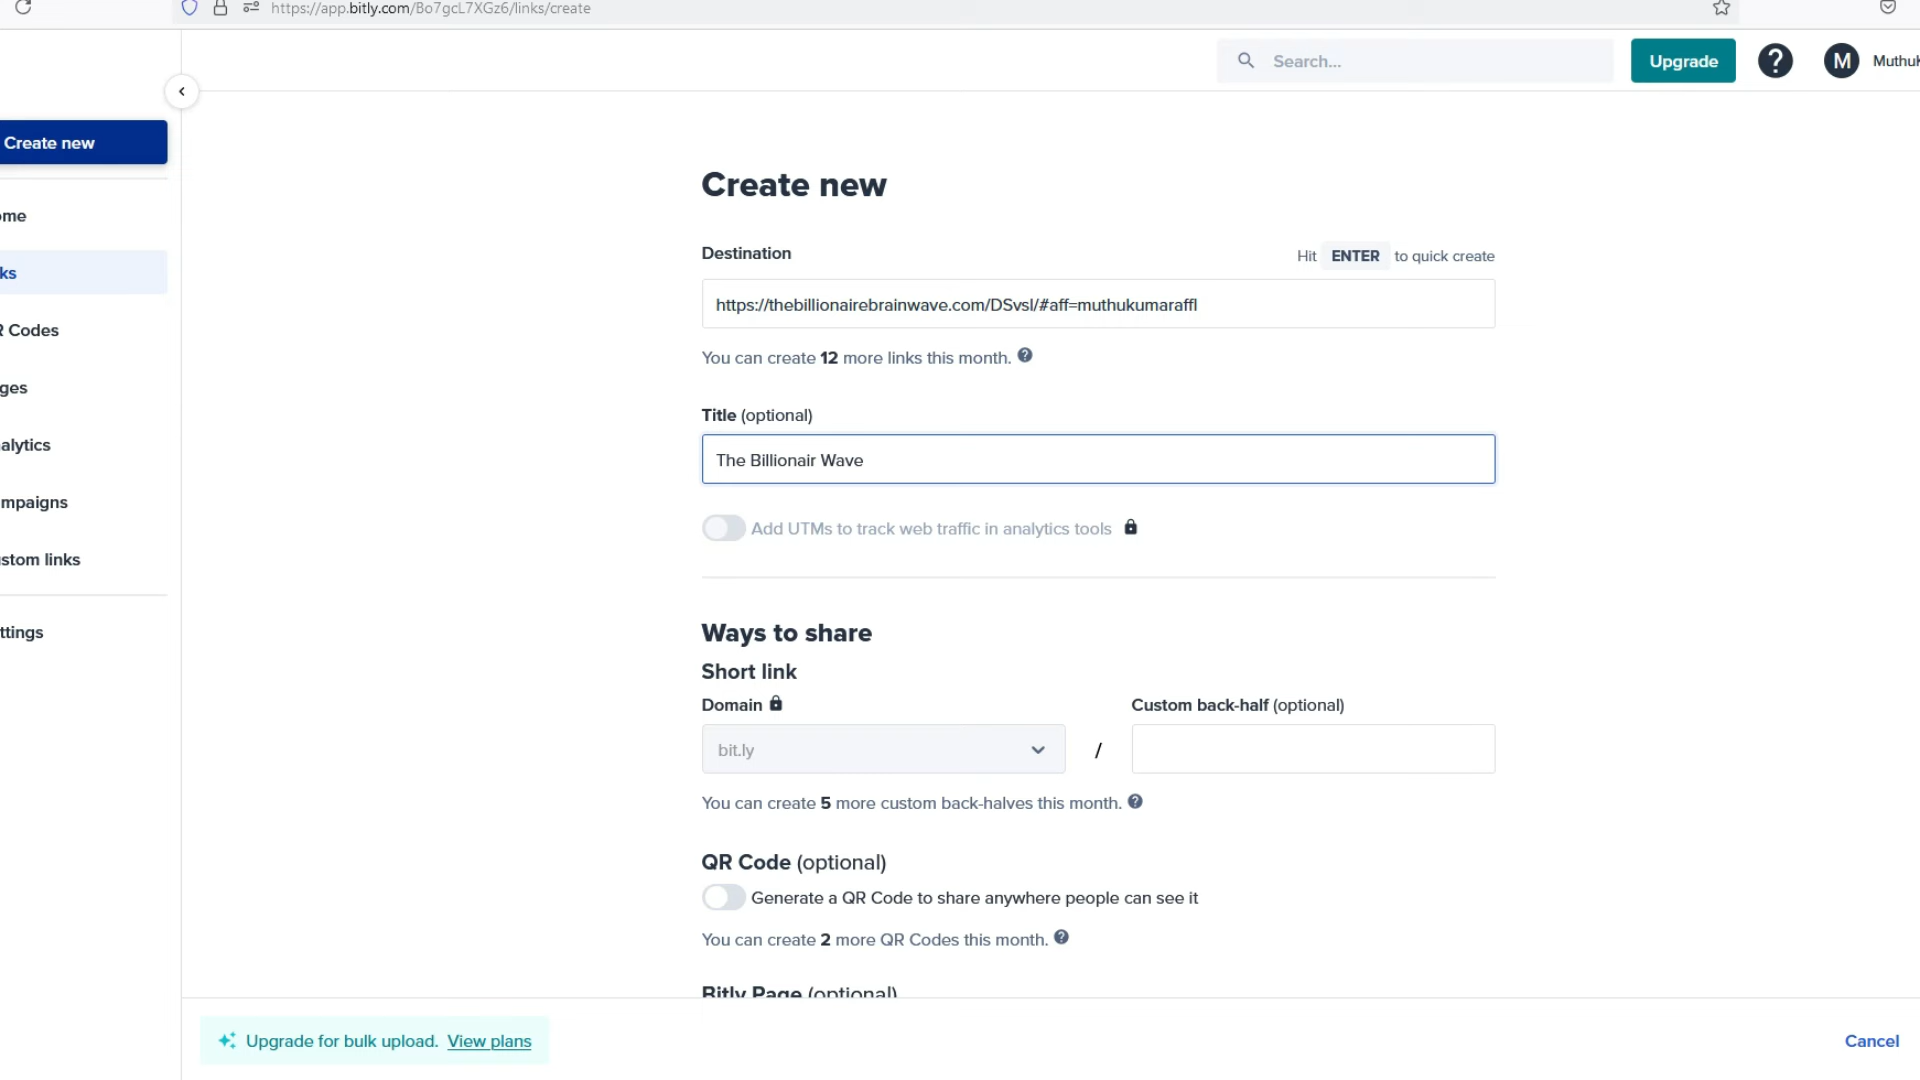 https://app.bitly.com/Bo7gcL7XGz6/links/create
Search...
Upgrade
?
M
Muthuk
Create new
ome
ks
R Codes
ges
alytics
mpaigns
stom links
ttings
Create new
Destination
Hit ENTER to quick create
https://thebillionairebrainwave.com/DSvsl/#aff=muthukumaraffl
You can create 12 more links this month.
Title (optional)
The Billionair Wave
Add UTMs to track web traffic in analytics tools
Ways to share
Short link
Domain
Custom back-half (optional)
bit.ly
/
You can create 5 more custom back-halves this month.
QR Code (optional)
Generate a QR Code to share anywhere people can see it
You can create 2 more QR Codes this month.
Bitly Page (optional)
Upgrade for bulk upload. View plans
Cancel